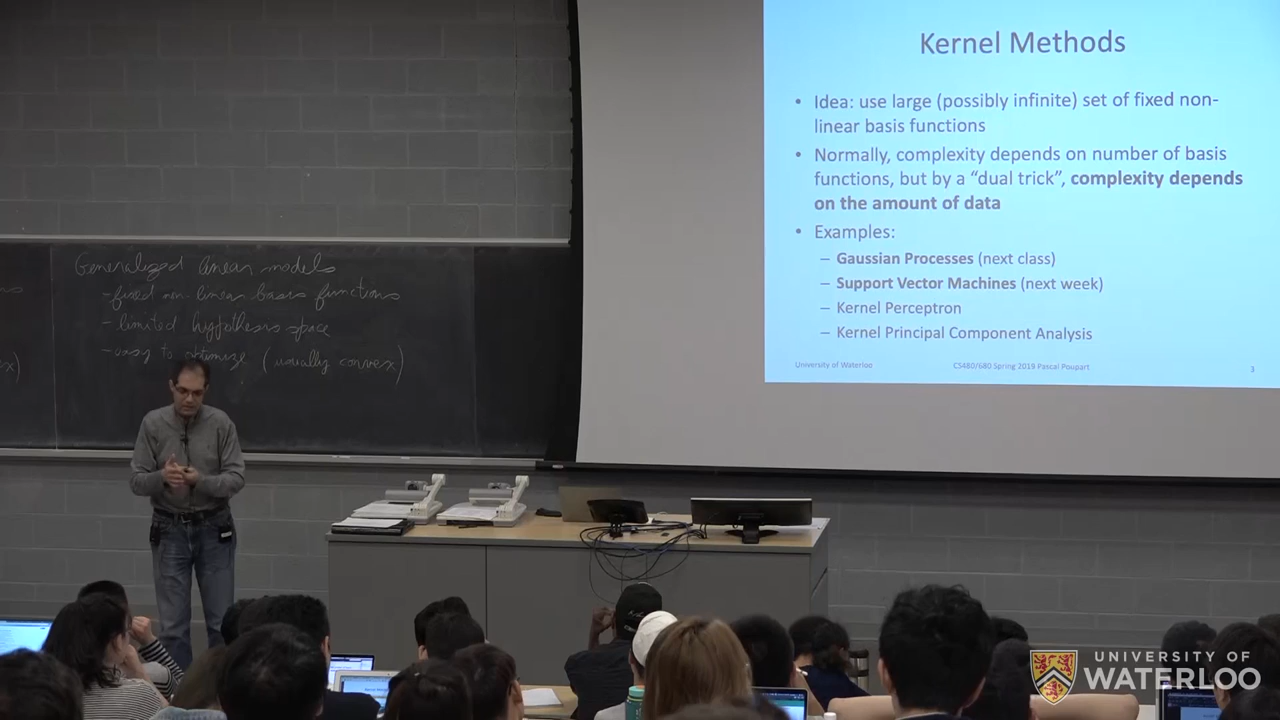 Kernel Methods
• Idea: use large (possibly infinite) set of fixed non-
linear basis functions
• Normally, complexity depends on number of basis
functions, but by a “dual trick”, complexity depends
on the amount of data
• Examples:
– Gaussian Processes (next class)
– Support Vector Machines (next week)
– Kernel Perceptron
– Kernel Principal Component Analysis
University of Waterloo
CS480/680 Spring 2019 Pascal Poupart
3
Generalized linear models
- fixed non-linear basis functions
- limited hypothesis space
- easy to optimize (usually convex)
UNIVERSITY OF
WATERLOO